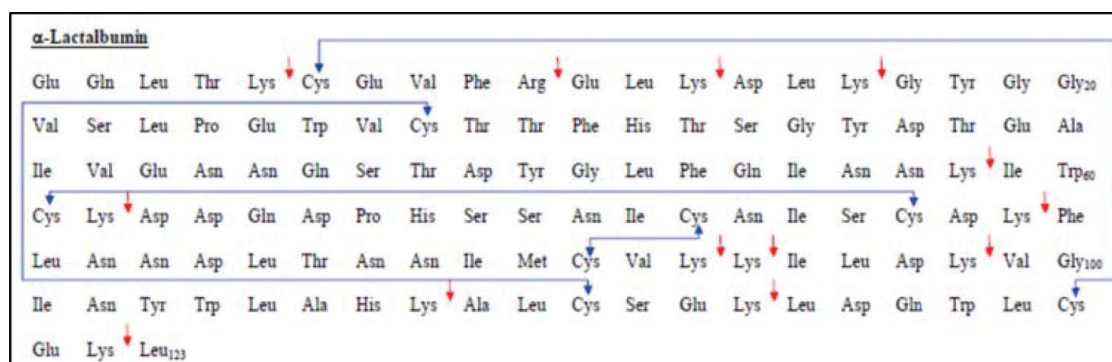 α-Lactalbumin
Glu Gln Leu Thr Lys Cys Glu Val Phe Arg Glu Leu Lys Asp Leu Lys Gly Tyr Gly Gly20
Val Ser Leu Pro Glu Trp Val Cys Thr Thr Phe His Thr Ser Gly Tyr Asp Thr Glu Ala
Ile Val Glu Asn Asn Gln Ser Thr Asp Tyr Gly Leu Phe Gln Ile Asn Asn Lys Ile Trp60
Cys Lys Asp Asp Gln Asp Pro His Ser Ser Asn Ile Cys Asn Ile Ser Cys Asp Lys Phe
Leu Asn Asn Asp Leu Thr Asn Asn Ile Met Cys Val Lys Lys Ile Leu Asp Lys Val Gly100
Ile Asn Tyr Trp Leu Ala His Lys Ala Leu Cys Ser Glu Lys Leu Asp Gln Trp Leu Cys
Glu Lys Leu123